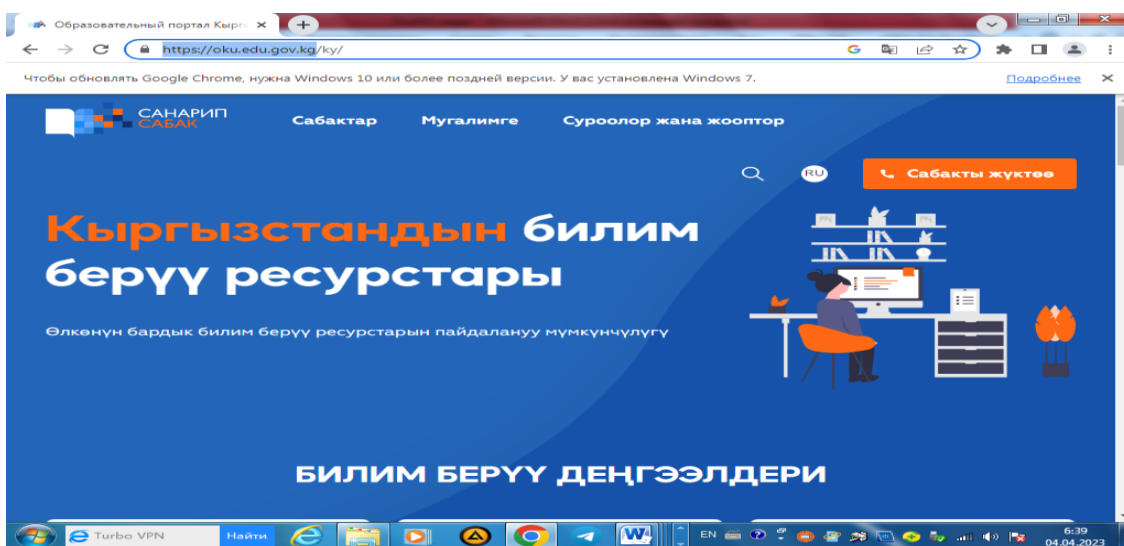 Образовательный портал Кырг
https://oku.edu.gov.kg/ky/
Чтобы обновлять Google Chrome, нужна Windows 10 или более поздней версии. У вас установлена Windows 7.
Подробнее
САНАРИП
САБАК
Сабактар
Мугалимге
Суроолор жана жооптор
RU
Сабакты жүктөө
Кыргызстандын билим
берүү ресурстары
Өлкөнүн бардык билим берүү ресурстарын пайдалануу мүмкүнчүлүгү
БИЛИМ БЕРҮҮ ДЕҢГЭЭЛДЕРИ
Turbo VPN
Найти
EN
6:39
04.04.2023